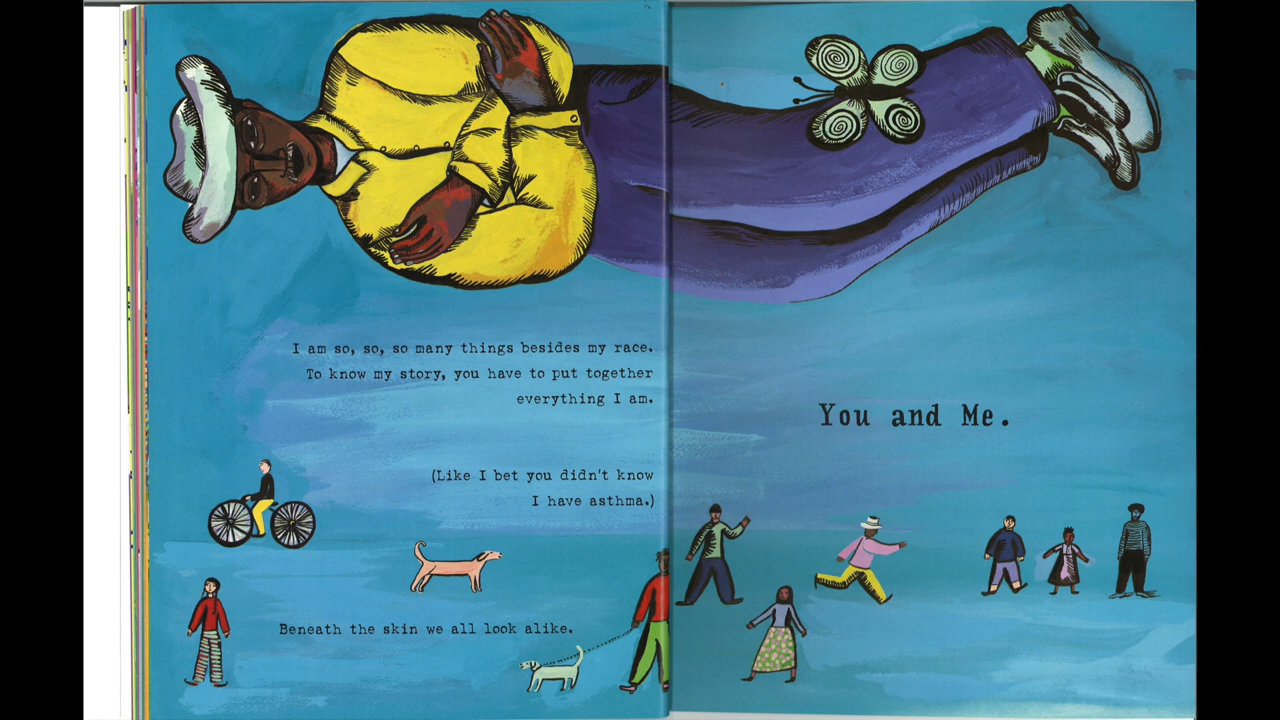 I am so, so, so many things besides my race.
To know my story, you have to put together
everything I am.
(Like I bet you didn't know
I have asthma.)
Beneath the skin we all look alike.
You and Me.